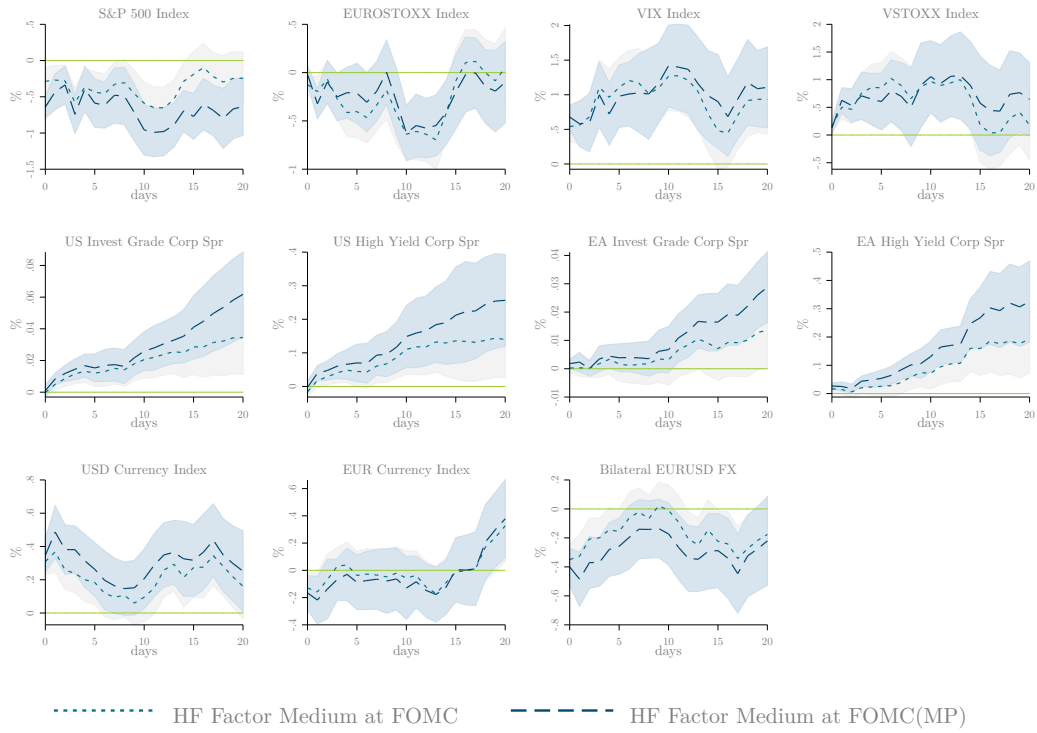 S&P 500 Index
EUROSTOXX Index
VIX Index
VSTOXX Index
%
.5
0
-.5
-1
-1.5
0 5 10 15 20
days
%
.5
0
-.5
-1
0 5 10 15 20
days
%
2
1.5
1
.5
0
0 5 10 15 20
days
%
2
1.5
1
.5
0
-.5
0 5 10 15 20
days
US Invest Grade Corp Spr
US High Yield Corp Spr
EA Invest Grade Corp Spr
EA High Yield Corp Spr
%
.08
.06
.04
.02
0
0 5 10 15 20
days
%
.4
.3
.2
.1
0
0 5 10 15 20
days
%
.04
.03
.02
.01
0
-.01
0 5 10 15 20
days
%
.5
.4
.3
.2
.1
0
0 5 10 15 20
days
USD Currency Index
EUR Currency Index
Bilateral EURUSD FX
%
.8
.6
.4
.2
0
0 5 10 15 20
days
%
.6
.4
.2
0
-.2
-.4
0 5 10 15 20
days
%
.2
0
-.2
-.4
-.6
-.8
0 5 10 15 20
days
HF Factor Medium at FOMC
HF Factor Medium at FOMC(MP)